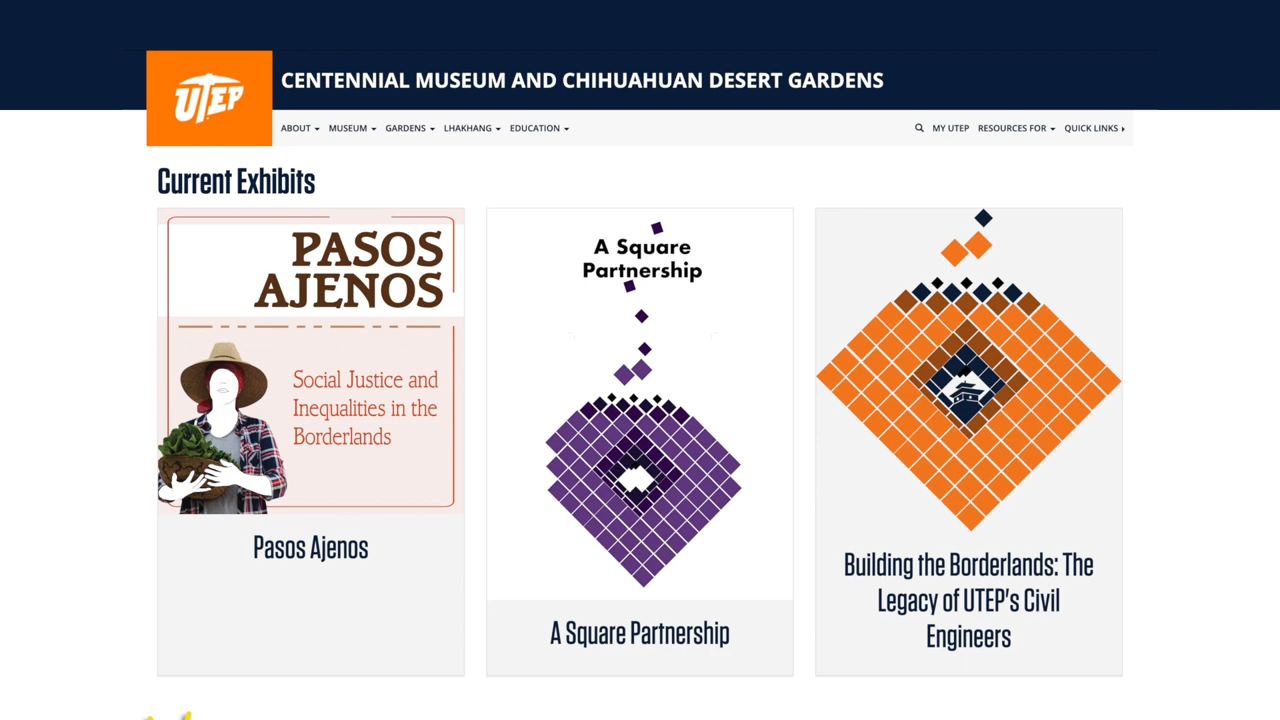 UTEP
CENTENNIAL MUSEUM AND CHIHUAHUAN DESERT GARDENS
ABOUT MUSEUM GARDENS LHAKHANG EDUCATION MY UTEP RESOURCES FOR QUICK LINKS
Current Exhibits
PASOS
AJENOS
Social Justice and
Inequalities in the
Borderlands
Pasos Ajenos
A Square
Partnership
A Square Partnership
Building the Borderlands: The
Legacy of UTEP's Civil
Engineers